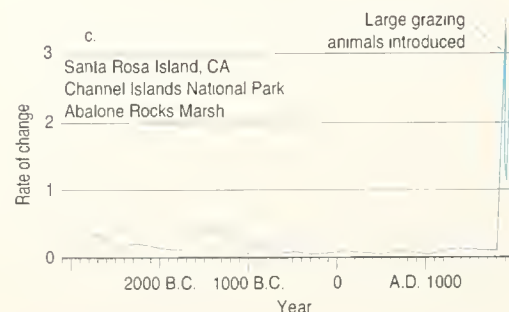 Large grazing
animals introduced
c.
Santa Rosa Island, CA
Channel Islands National Park
Abalone Rocks Marsh
Rate of change
3
2
1
0
2000 B.C. 1000 B.C. 0 A.D. 1000
Year